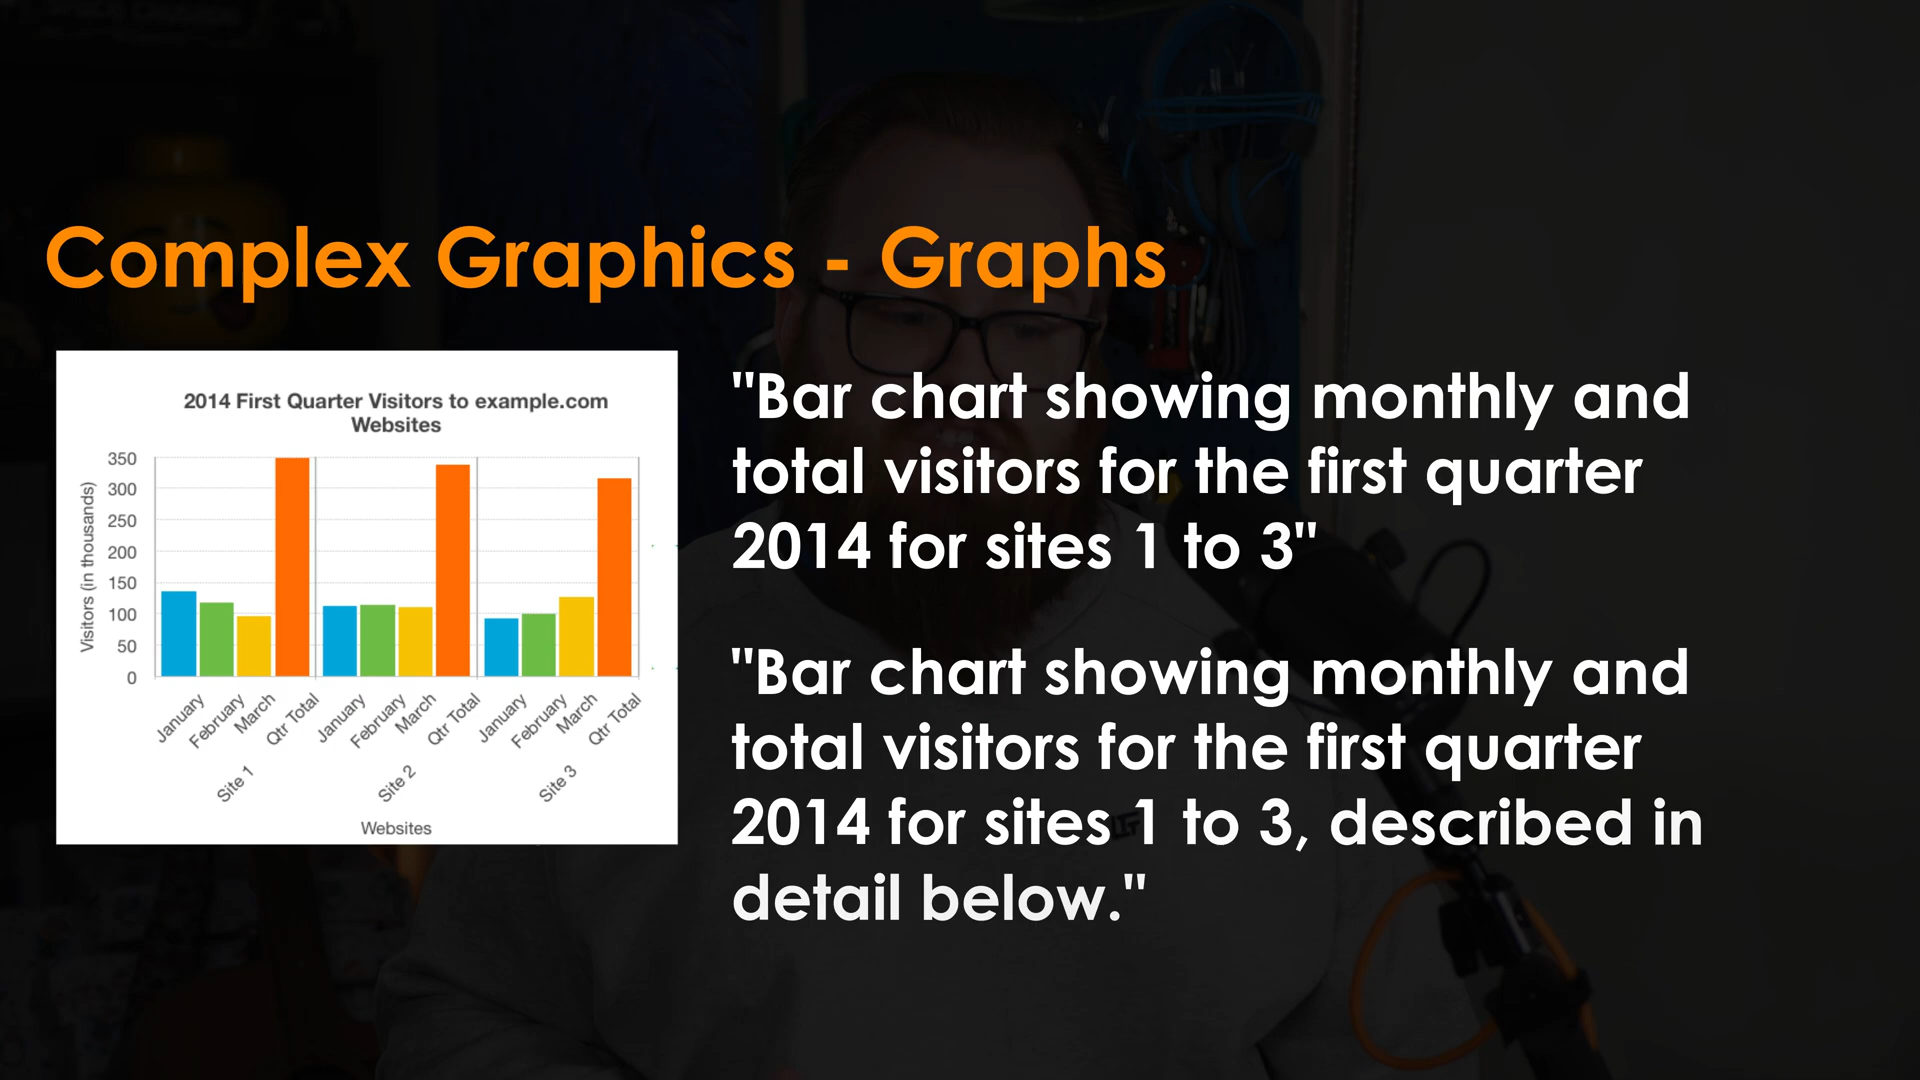 Complex Graphics - Graphs
2014 First Quarter Visitors to example.com
Websites
Visitors (in thousands)
350
300
250
200
150
100
50
0
January February March Qtr Total January February March Qtr Total January February March Qtr Total
Site 1 Site 2 Site 3
Websites
"Bar chart showing monthly and
total visitors for the first quarter
2014 for sites 1 to 3"
"Bar chart showing monthly and
total visitors for the first quarter
2014 for sites 1 to 3, described in
detail below."